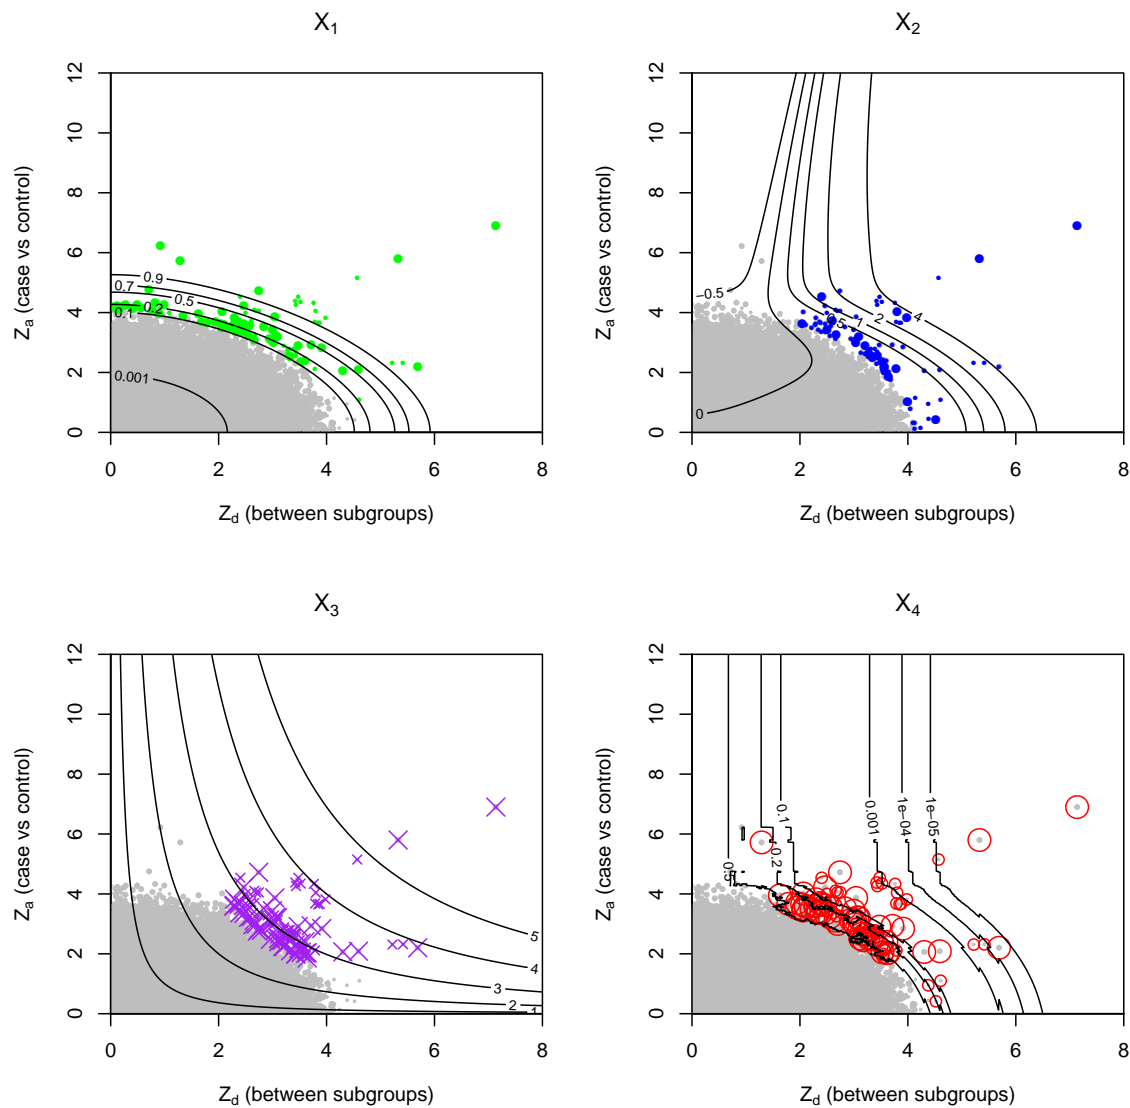 X1
Za (case vs control)
0 2 4 6 8 10 12
0.9
0.7
0.5
0.2
0.1
0.001
0 2 4 6 8
Zd (between subgroups)
X2
Za (case vs control)
0 2 4 6 8 10 12
−0.5
0.5
1
2
4
0
0 2 4 6 8
Zd (between subgroups)
X3
Za (case vs control)
0 2 4 6 8 10 12
5
4
3
2
1
0 2 4 6 8
Zd (between subgroups)
X4
Za (case vs control)
0 2 4 6 8 10 12
0.5
0.2
0.1
0.001
1e−04
1e−05
0 2 4 6 8
Zd (between subgroups)